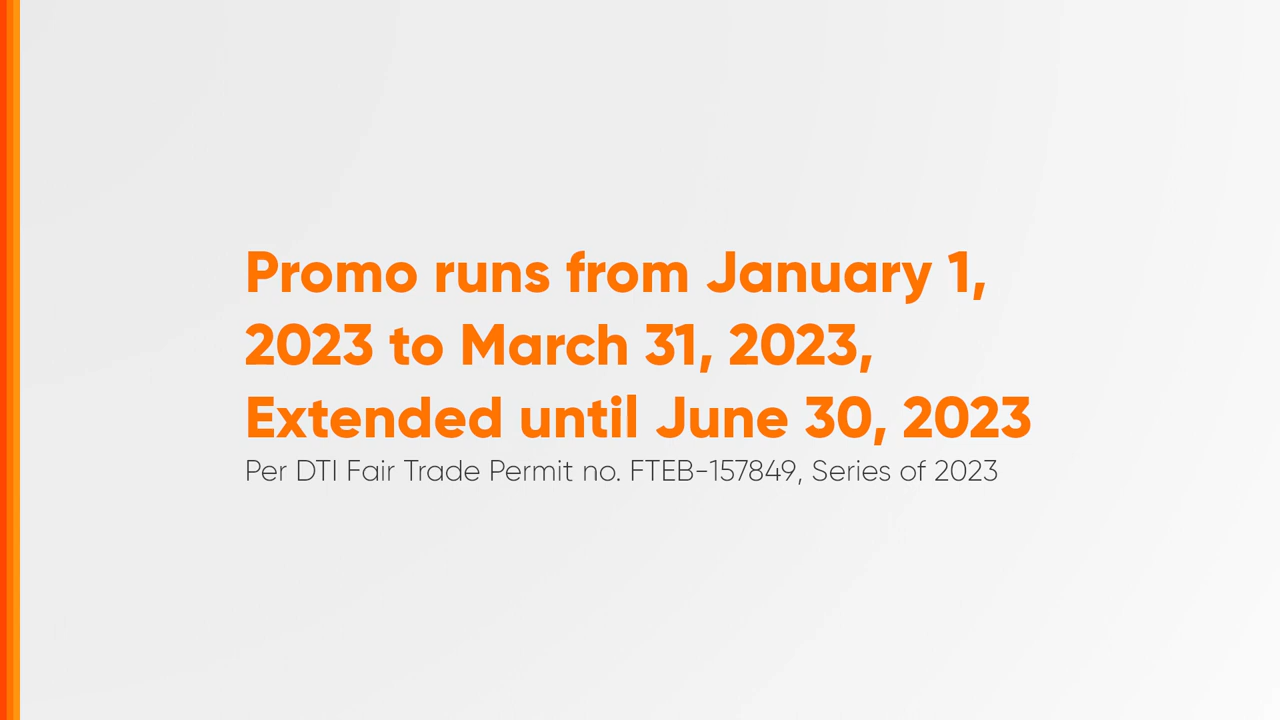 Promo runs from January 1,
2023 to March 31, 2023,
Extended until June 30, 2023
Per DTI Fair Trade Permit no. FTEB-157849, Series of 2023